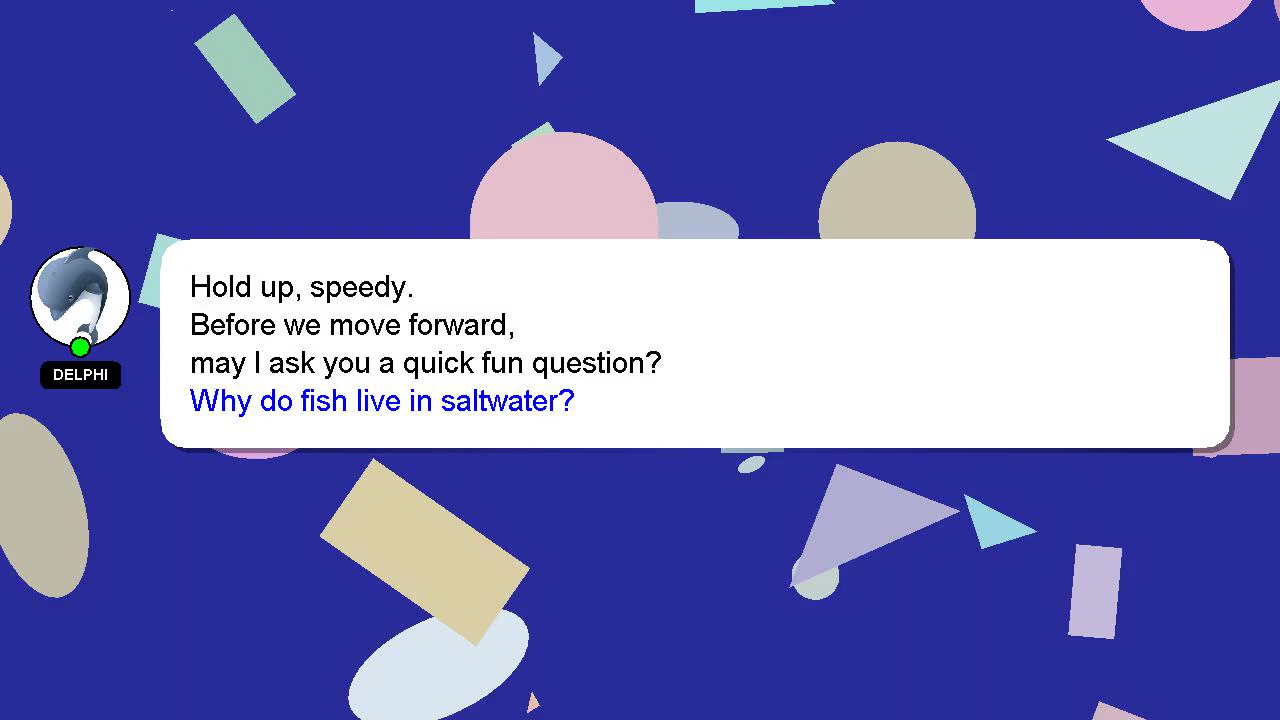 Hold up, speedy.
Before we move forward,
may I ask you a quick fun question?
Why do fish live in saltwater?
DELPHI